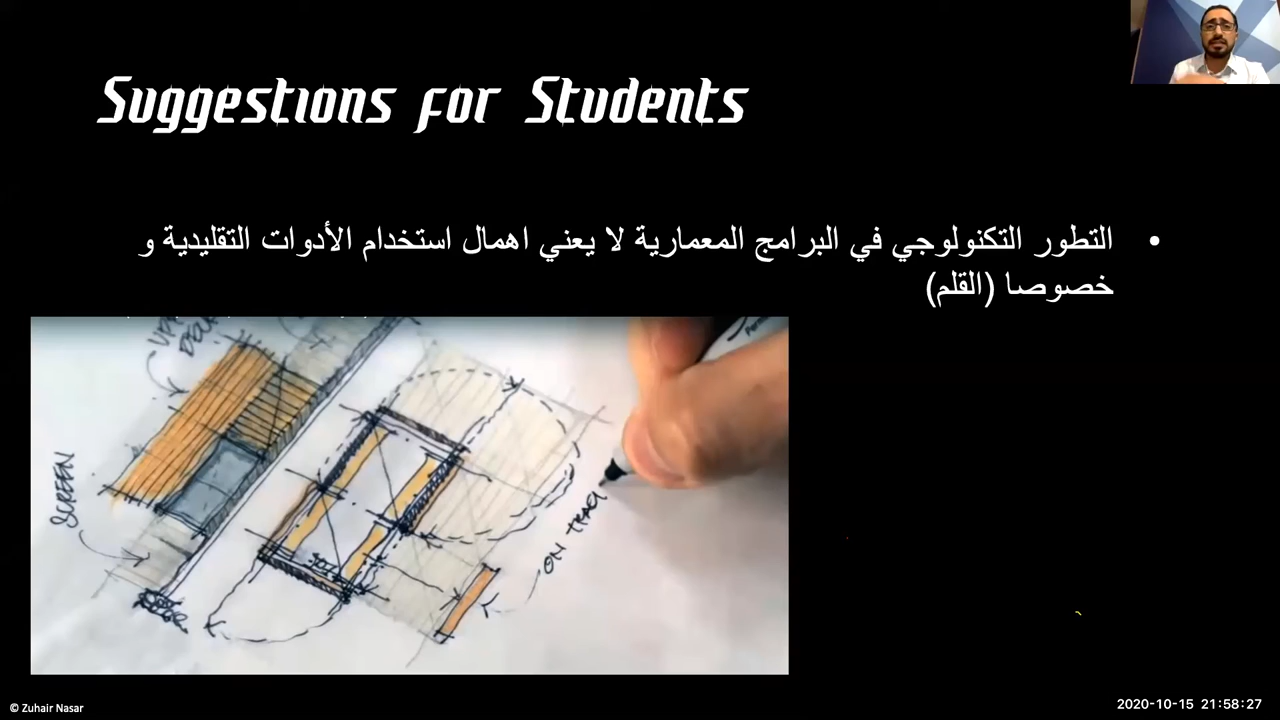 Suggestions for Students
• التطور التكنولوجي في البرامج المعمارية لا يعني اهمال استخدام الأدوات التقليدية و
خصوصا (القلم)
SCREEN
ON TRAC
© Zuhair Nasar
2020-10-15 21:58:27